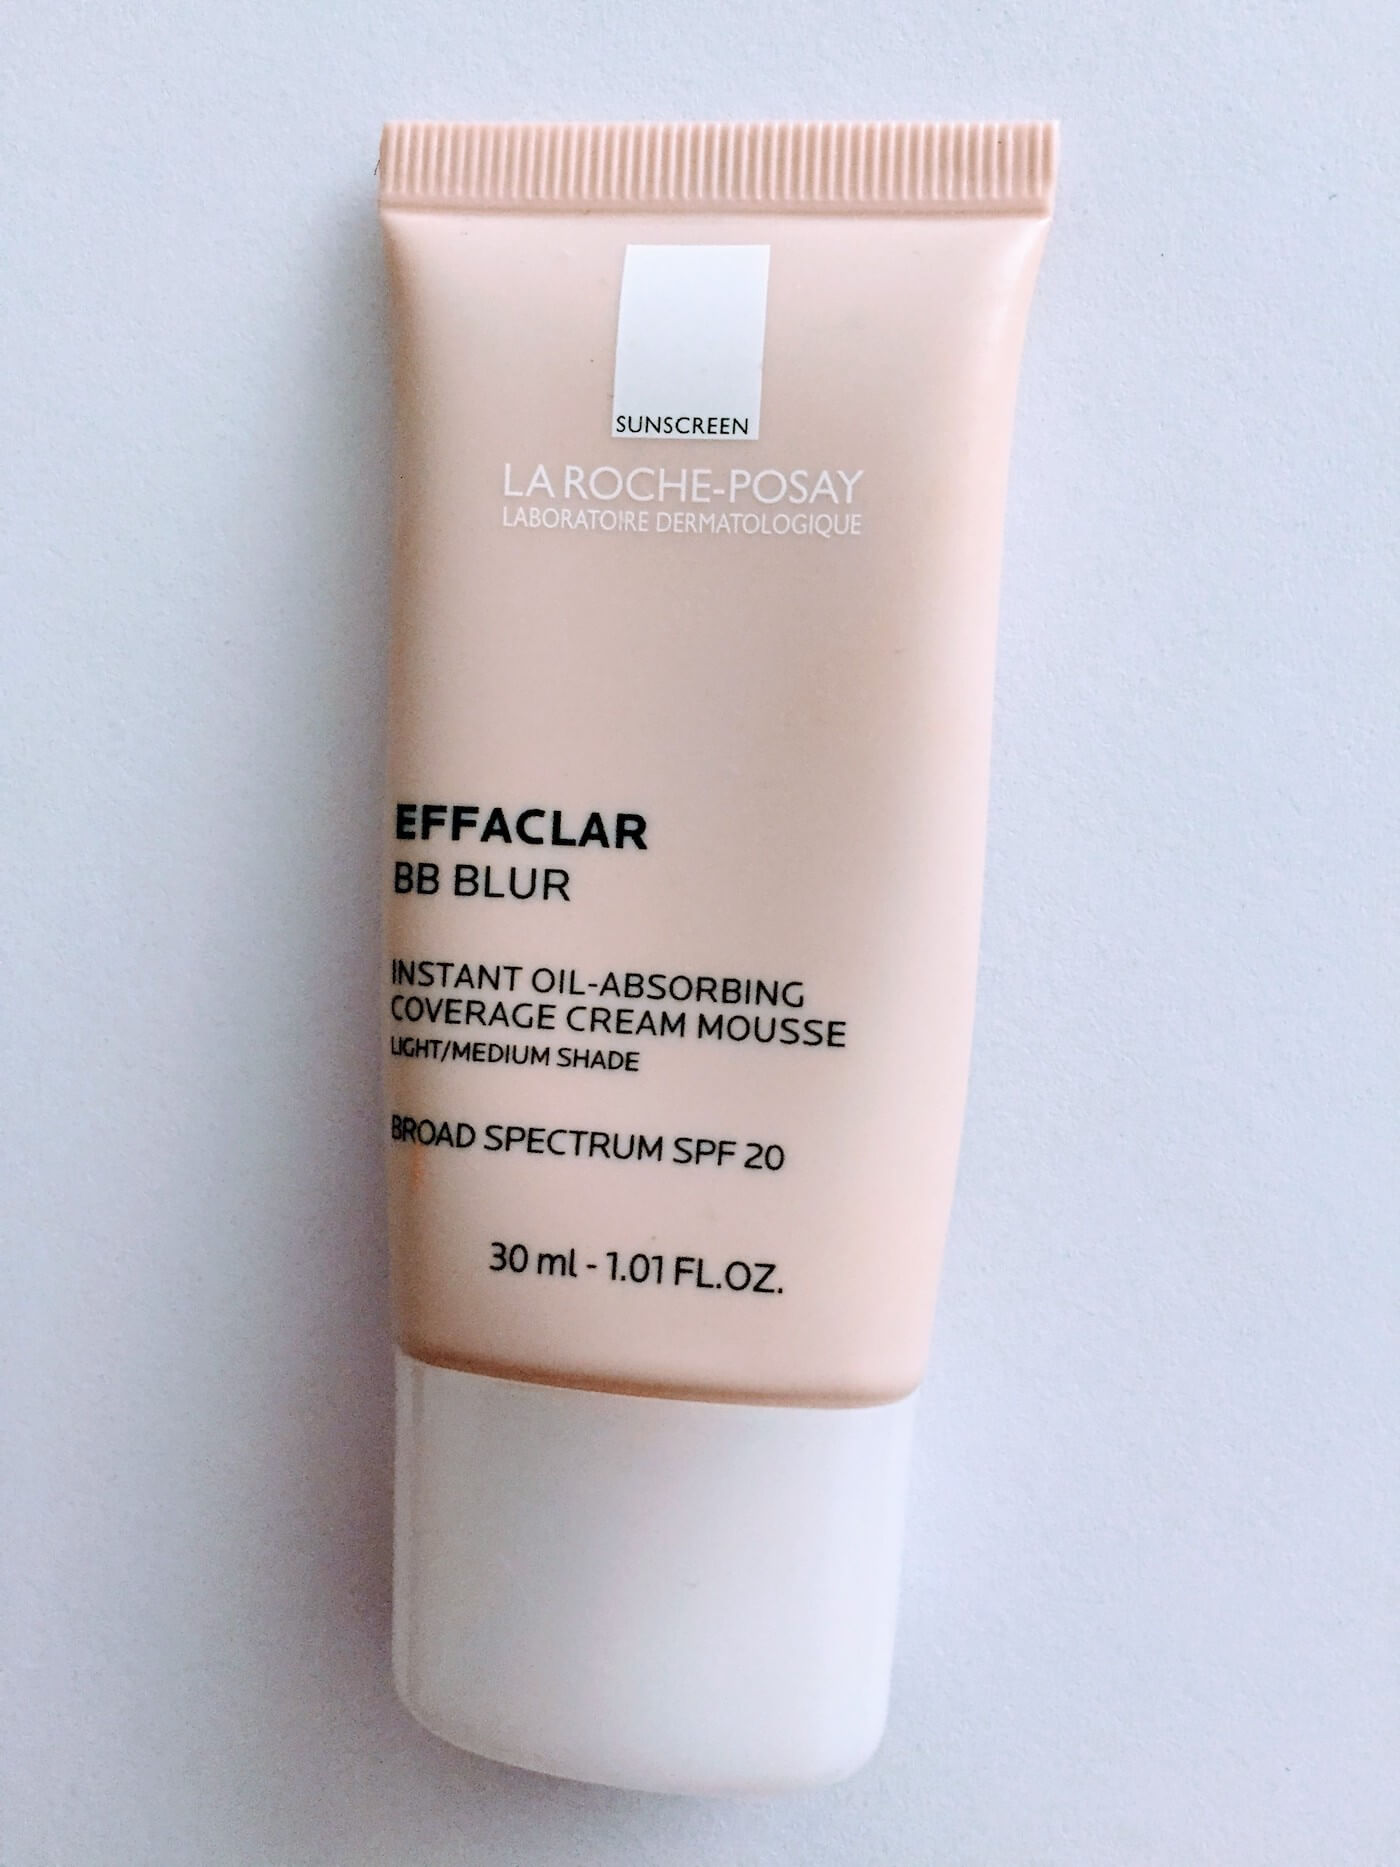 SUNSCREEN
LA ROCHE-POSAY
LABORATOIRE DERMATOLOGIQUE
EFFACLAR
BB BLUR
INSTANT OIL-ABSORBING
COVERAGE CREAM MOUSSE
LIGHT/MEDIUM SHADE
BROAD SPECTRUM SPF 20
30 ml - 1.01 FL.OZ.